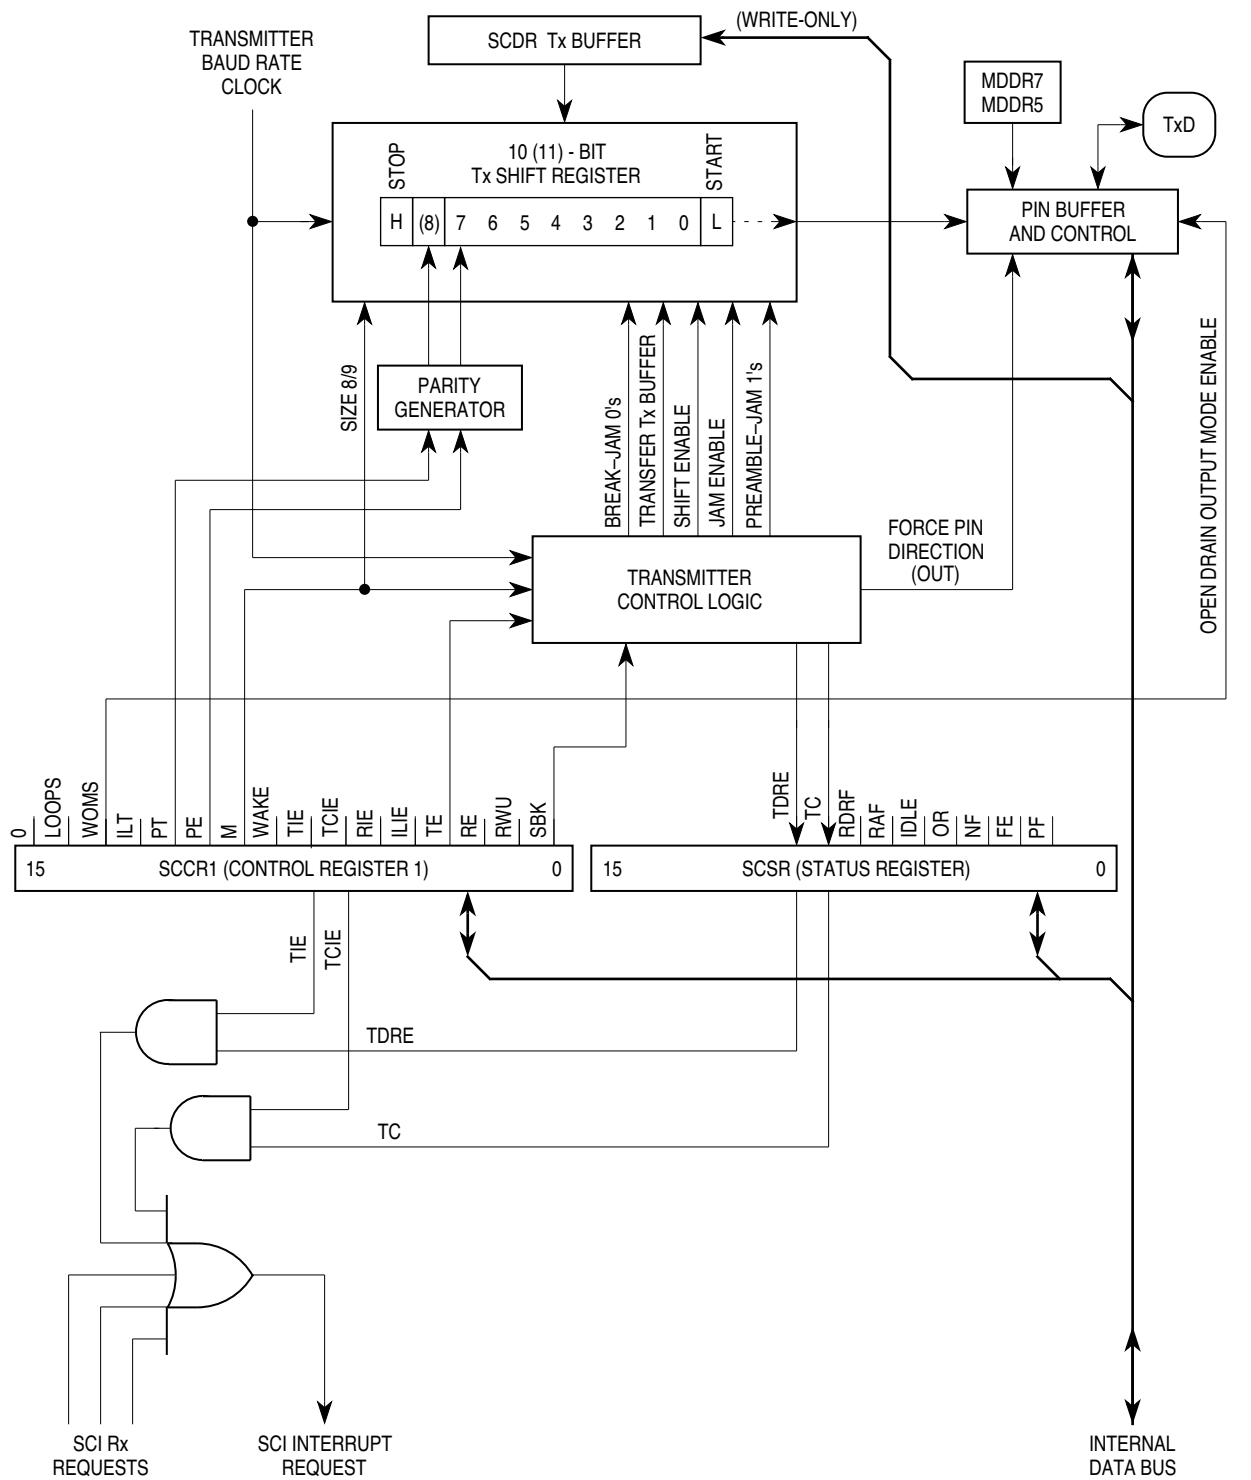 (WRITE-ONLY)
SCDR Tx BUFFER
TRANSMITTER
BAUD RATE
CLOCK
MDDR7
MDDR5
TxD
10 (11) - BIT
Tx SHIFT REGISTER
STOP
START
H (8) 7 6 5 4 3 2 1 0 L
PIN BUFFER
AND CONTROL
OPEN DRAIN OUTPUT MODE ENABLE
SIZE 8/9
PARITY
GENERATOR
BREAK–JAM 0's
TRANSFER Tx BUFFER
SHIFT ENABLE
JAM ENABLE
PREAMBLE–JAM 1's
FORCE PIN
DIRECTION
(OUT)
TRANSMITTER
CONTROL LOGIC
0
LOOPS
WOMS
ILT
PT
PE
M
WAKE
TIE
TCIE
RIE
ILIE
TE
RE
RWU
SBK
TDRE
TC
RDRF
RAF
IDLE
OR
NF
FE
PF
15 SCCR1 (CONTROL REGISTER 1) 0
15 SCSR (STATUS REGISTER) 0
TIE
TCIE
TDRE
TC
SCI Rx
REQUESTS
SCI INTERRUPT
REQUEST
INTERNAL
DATA BUS